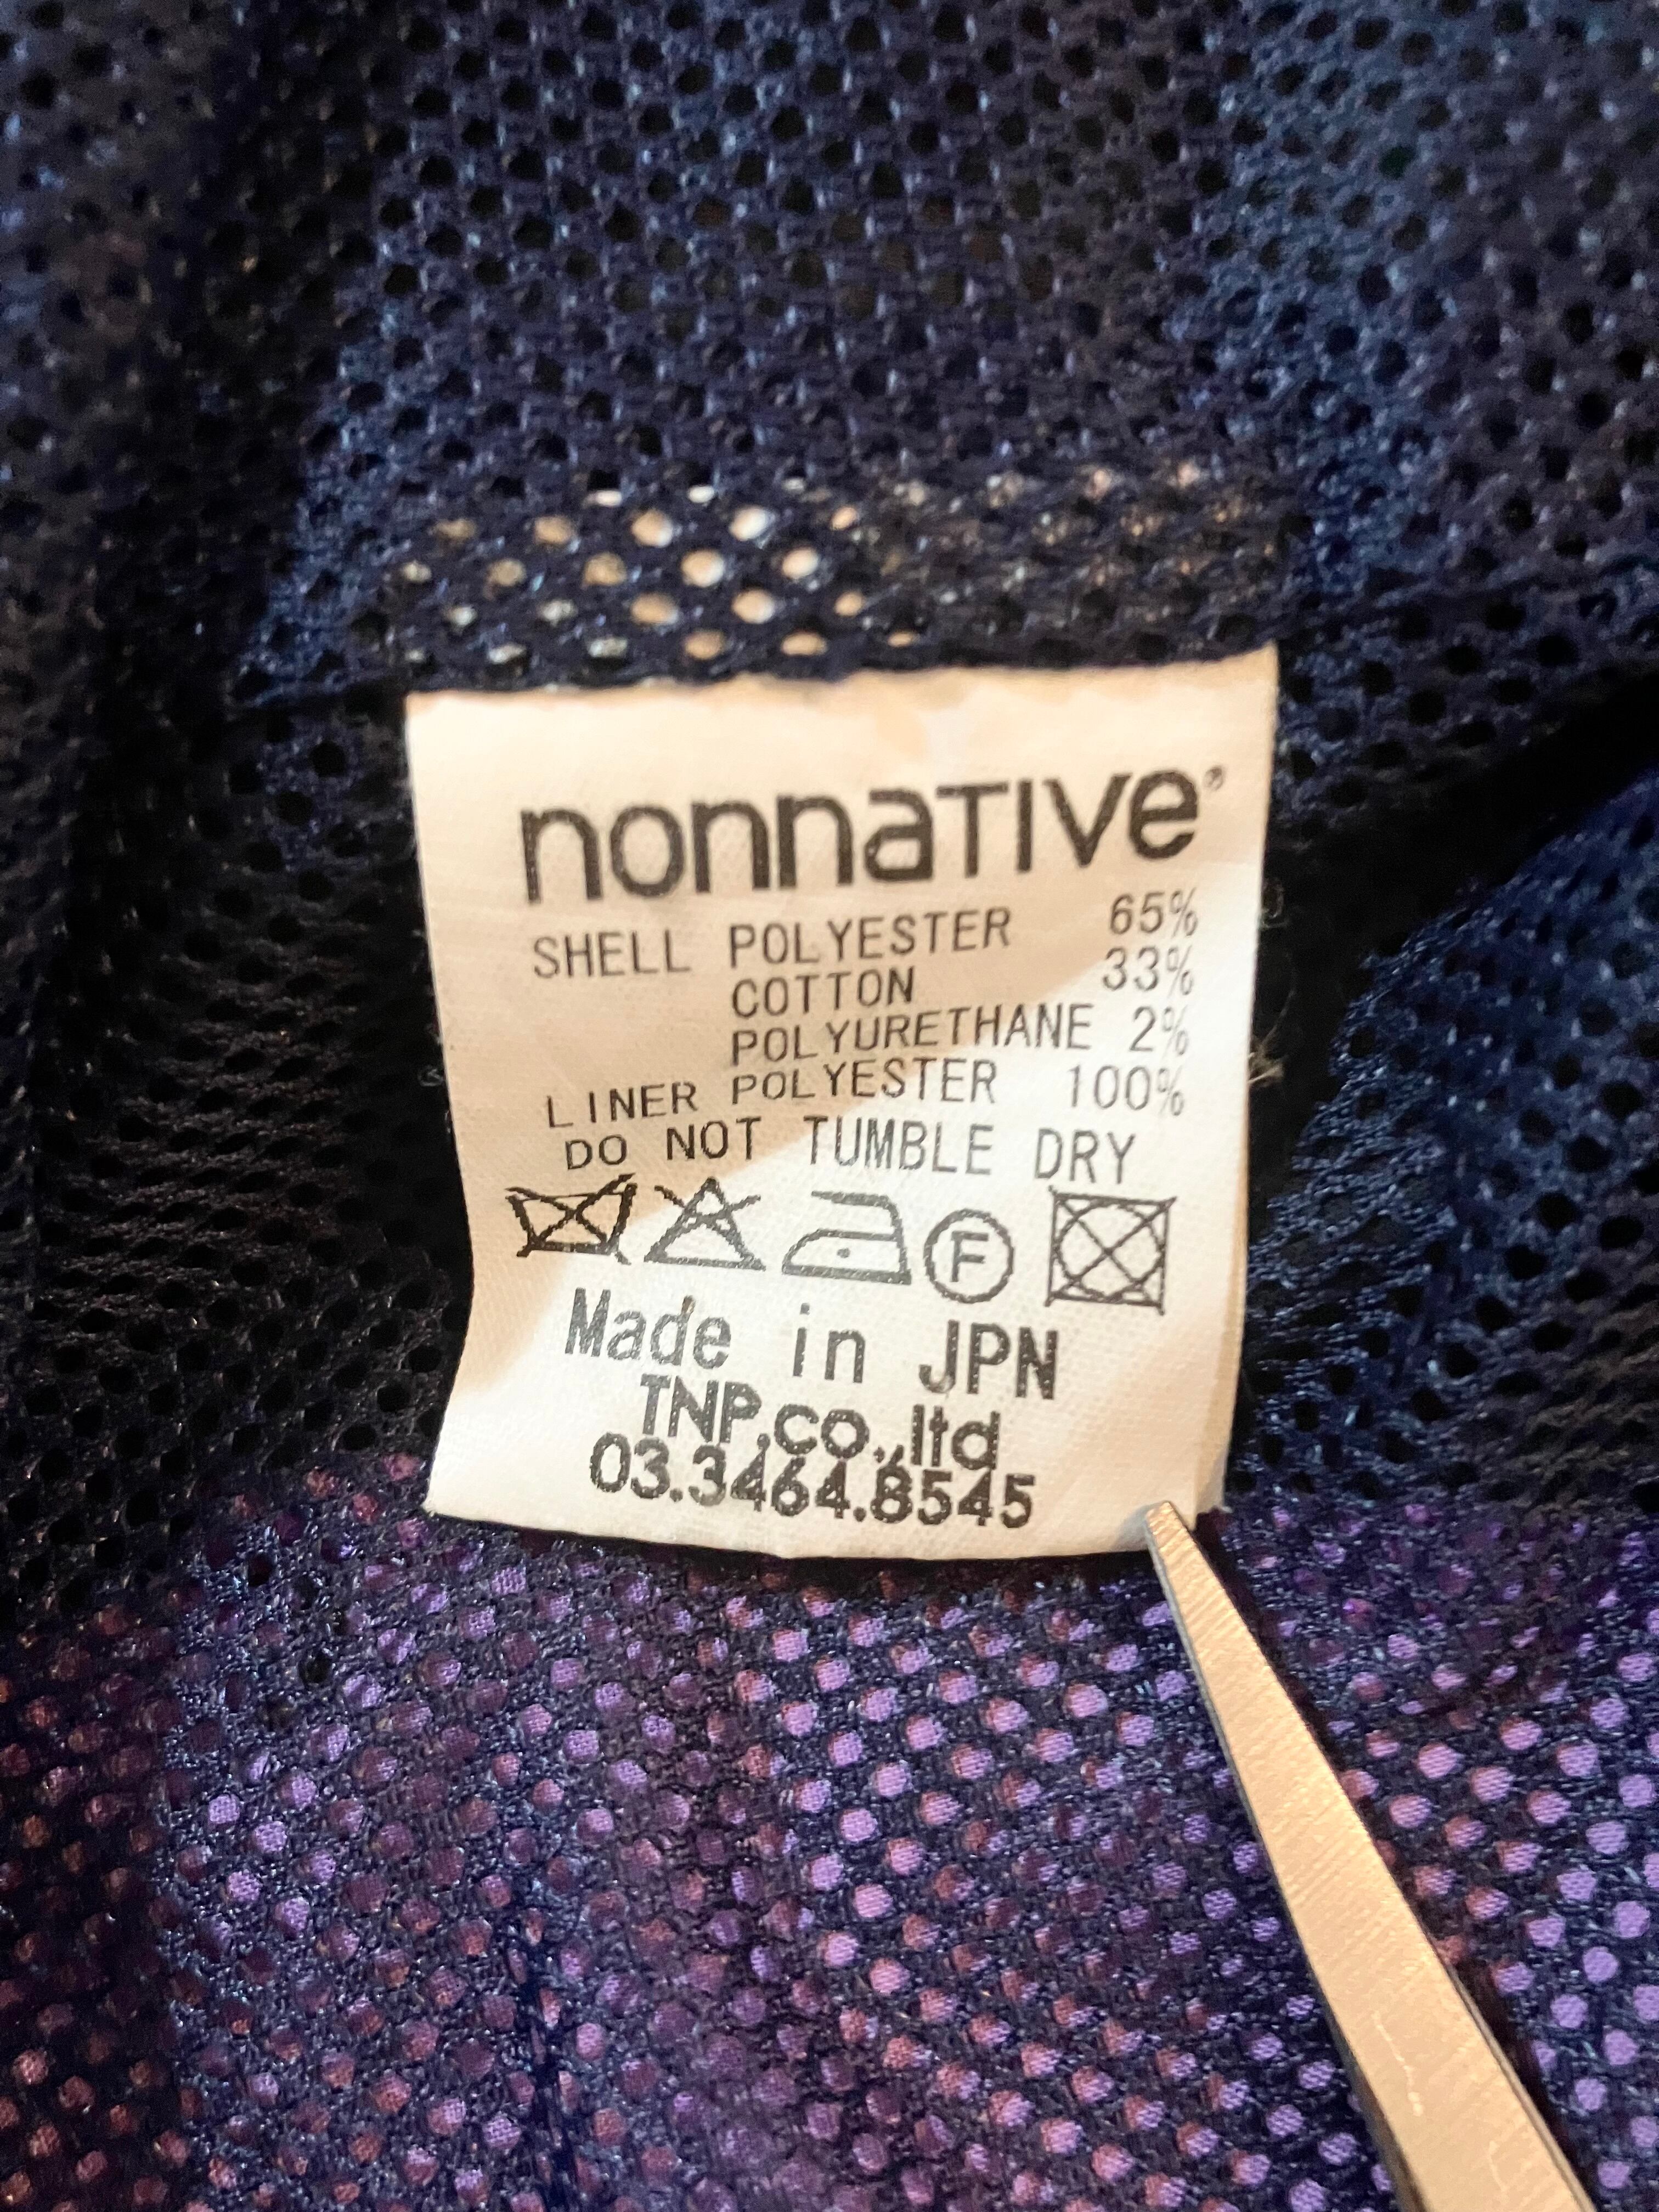 nonnaTIVe®
SHELL POLYESTER 65%
COTTON 33%
POLYURETHANE 2%
LINER POLYESTER 100%
DO NOT TUMBLE DRY
F
Made in JPN
TNP.co.,ltd
03.3464.8545